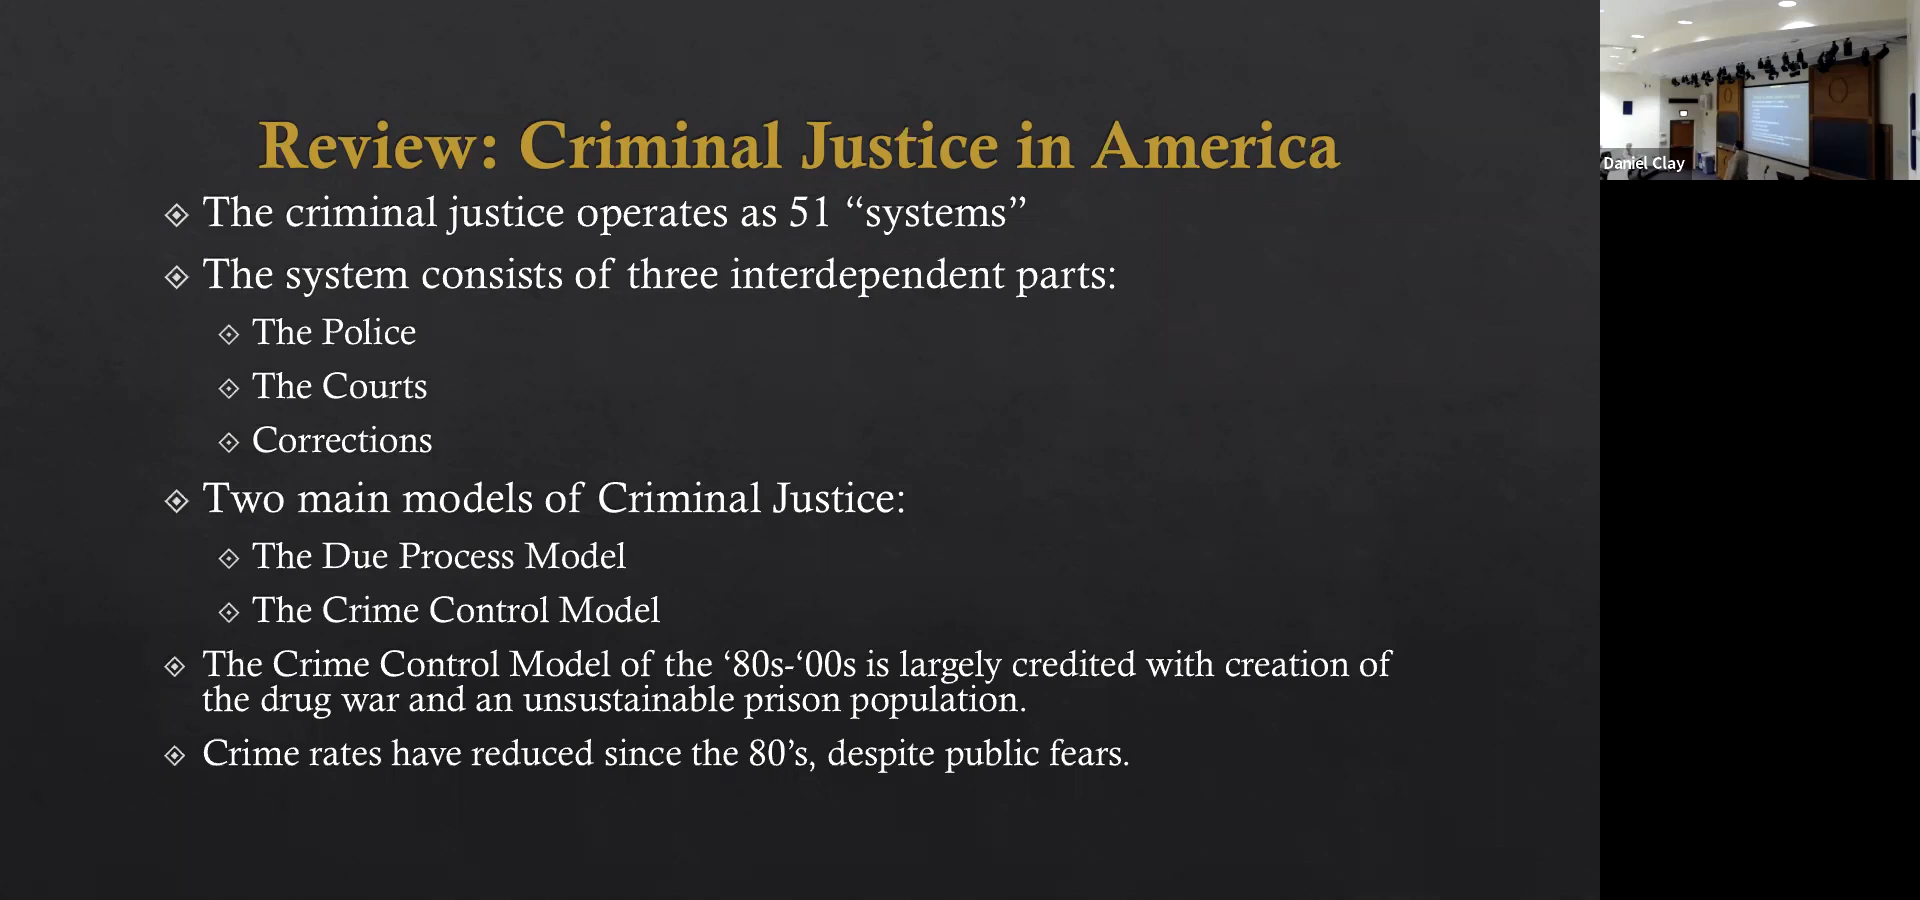 Review: Criminal Justice in America
The criminal justice operates as 51 “systems”
The system consists of three interdependent parts:
The Police
The Courts
Corrections
Two main models of Criminal Justice:
The Due Process Model
The Crime Control Model
The Crime Control Model of the ‘80s-‘00s is largely credited with creation of
the drug war and an unsustainable prison population.
Crime rates have reduced since the 80’s, despite public fears.
Daniel Clay